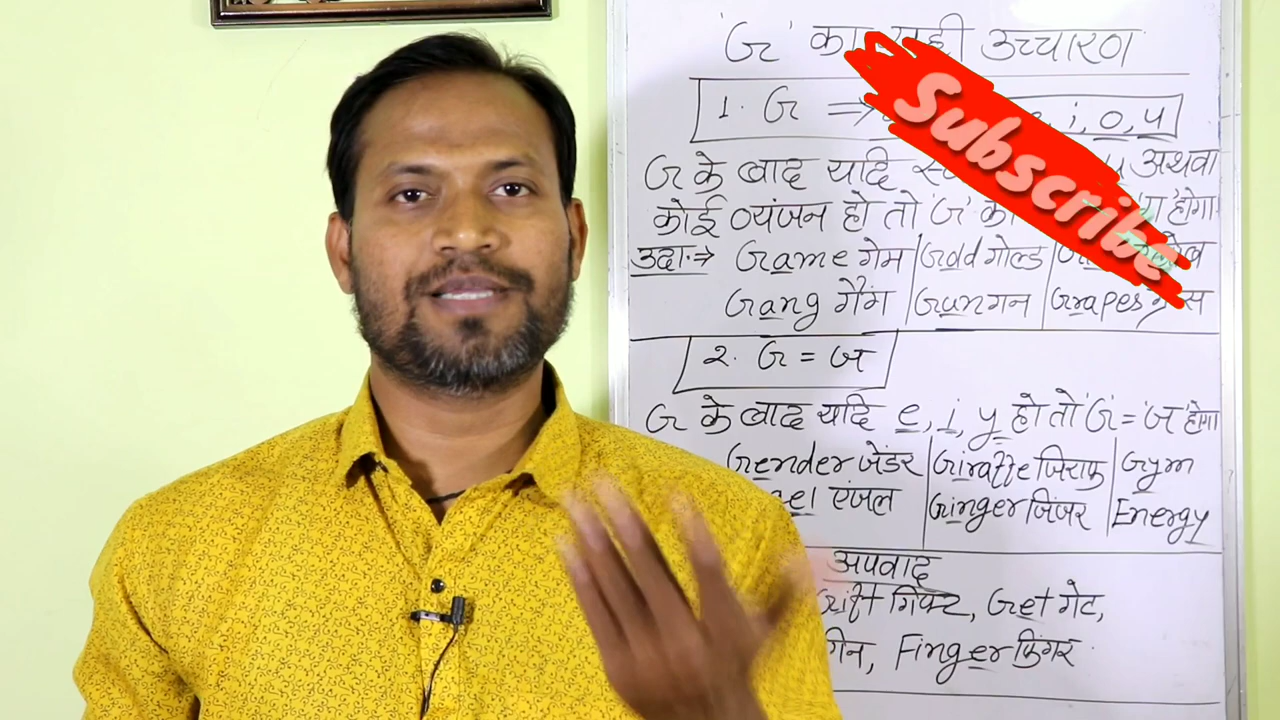 'G' का सही उच्चारण
Subscribe
1. G ⇒ , i, o, u
G के बाद यदि u अथवा
कोई व्यंजन हो तो 'G' का 'ग' होगा
उदा.→ Game गेम Gold गोल्ड
Gang गैंग Gun गन Grapes
2. G = ज
G के बाद यदि e, i, y हो तो 'G' = 'ज' होगा
Gender जेंडर Giraffe जिराफ Gym
एंजल Ginger जिंजर Energy
अपवाद
Gift गिफ्ट, Get गेट,
Finger फिंगर